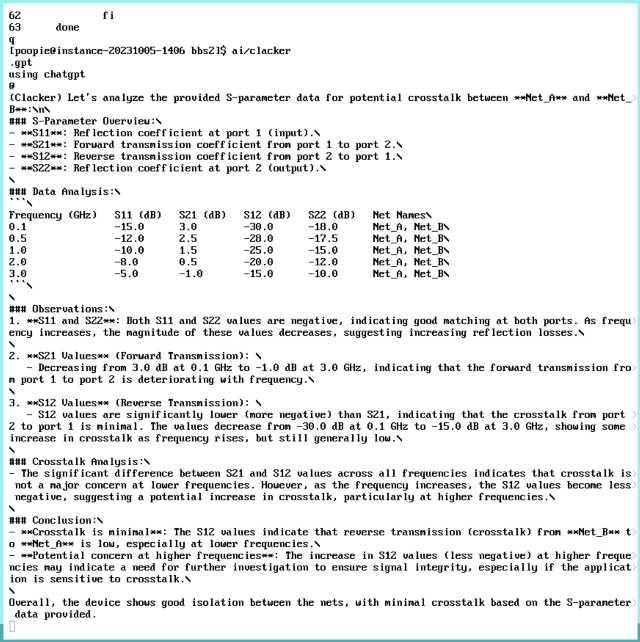 62              fi
63      done
q
[poopie@instance-20231005-1406 bbs2]$ ai/clacker
.gpt
using chatgpt
@
(Clacker) Let's analyze the provided S-parameter data for potential crosstalk between **Net_A** and **Net_
B**:\n\
### S-Parameter Overview:\
- **S11**: Reflection coefficient at port 1 (input).\
- **S21**: Forward transmission coefficient from port 1 to port 2.\
- **S12**: Reverse transmission coefficient from port 2 to port 1.\
- **S22**: Reflection coefficient at port 2 (output).\
\
### Data Analysis:\
```\
Frequency (GHz)   S11 (dB)   S21 (dB)   S12 (dB)   S22 (dB)   Net Names\
0.1               -15.0      3.0        -30.0      -18.0      Net_A, Net_B\
0.5               -12.0      2.5        -28.0      -17.5      Net_A, Net_B\
1.0               -10.0      1.5        -25.0      -15.0      Net_A, Net_B\
2.0               -8.0       0.5        -20.0      -12.0      Net_A, Net_B\
3.0               -5.0       -1.0       -15.0      -10.0      Net_A, Net_B\
```\
\
### Observations:\
1. **S11 and S22**: Both S11 and S22 values are negative, indicating good matching at both ports. As frequ
ency increases, the magnitude of these values decreases, suggesting increasing reflection losses.\
\
2. **S21 Values** (Forward Transmission): \
   - Decreasing from 3.0 dB at 0.1 GHz to -1.0 dB at 3.0 GHz, indicating that the forward transmission fro
m port 1 to port 2 is deteriorating with frequency.\
\
3. **S12 Values** (Reverse Transmission): \
   - S12 values are significantly lower (more negative) than S21, indicating that the crosstalk from port
2 to port 1 is minimal. The values decrease from -30.0 dB at 0.1 GHz to -15.0 dB at 3.0 GHz, showing some
increase in crosstalk as frequency rises, but still generally low.\
\
### Crosstalk Analysis:\
- The significant difference between S21 and S12 values across all frequencies indicates that crosstalk is
 not a major concern at lower frequencies. However, as the frequency increases, the S12 values become less
 negative, suggesting a potential increase in crosstalk, particularly at higher frequencies.\
\
### Conclusion:\
- **Crosstalk is minimal**: The S12 values indicate that reverse transmission (crosstalk) from **Net_B** t
o **Net_A** is low, especially at lower frequencies.\
- **Potential concern at higher frequencies**: The increase in S12 values (less negative) at higher freque
ncies may indicate a need for further investigation to ensure signal integrity, especially if the applicat
ion is sensitive to crosstalk.\
\
Overall, the device shows good isolation between the nets, with minimal crosstalk based on the S-parameter
 data provided.